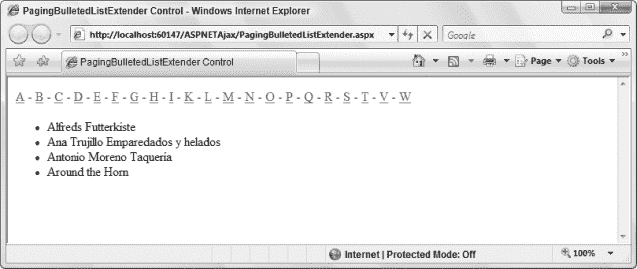 PagingBulletedListExtender Control - Windows Internet Explorer
http://localhost:60147/ASPNETAjax/PagingBulletedListExtender.aspx
Google
PagingBulletedListExtender Control
Page
Tools
A - B - C - D - E - F - G - H - I - K - L - M - N - O - P - Q - R - S - T - V - W
Alfreds Futterkiste
Ana Trujillo Emparedados y helados
Antonio Moreno Taquería
Around the Horn
Internet | Protected Mode: Off
100%